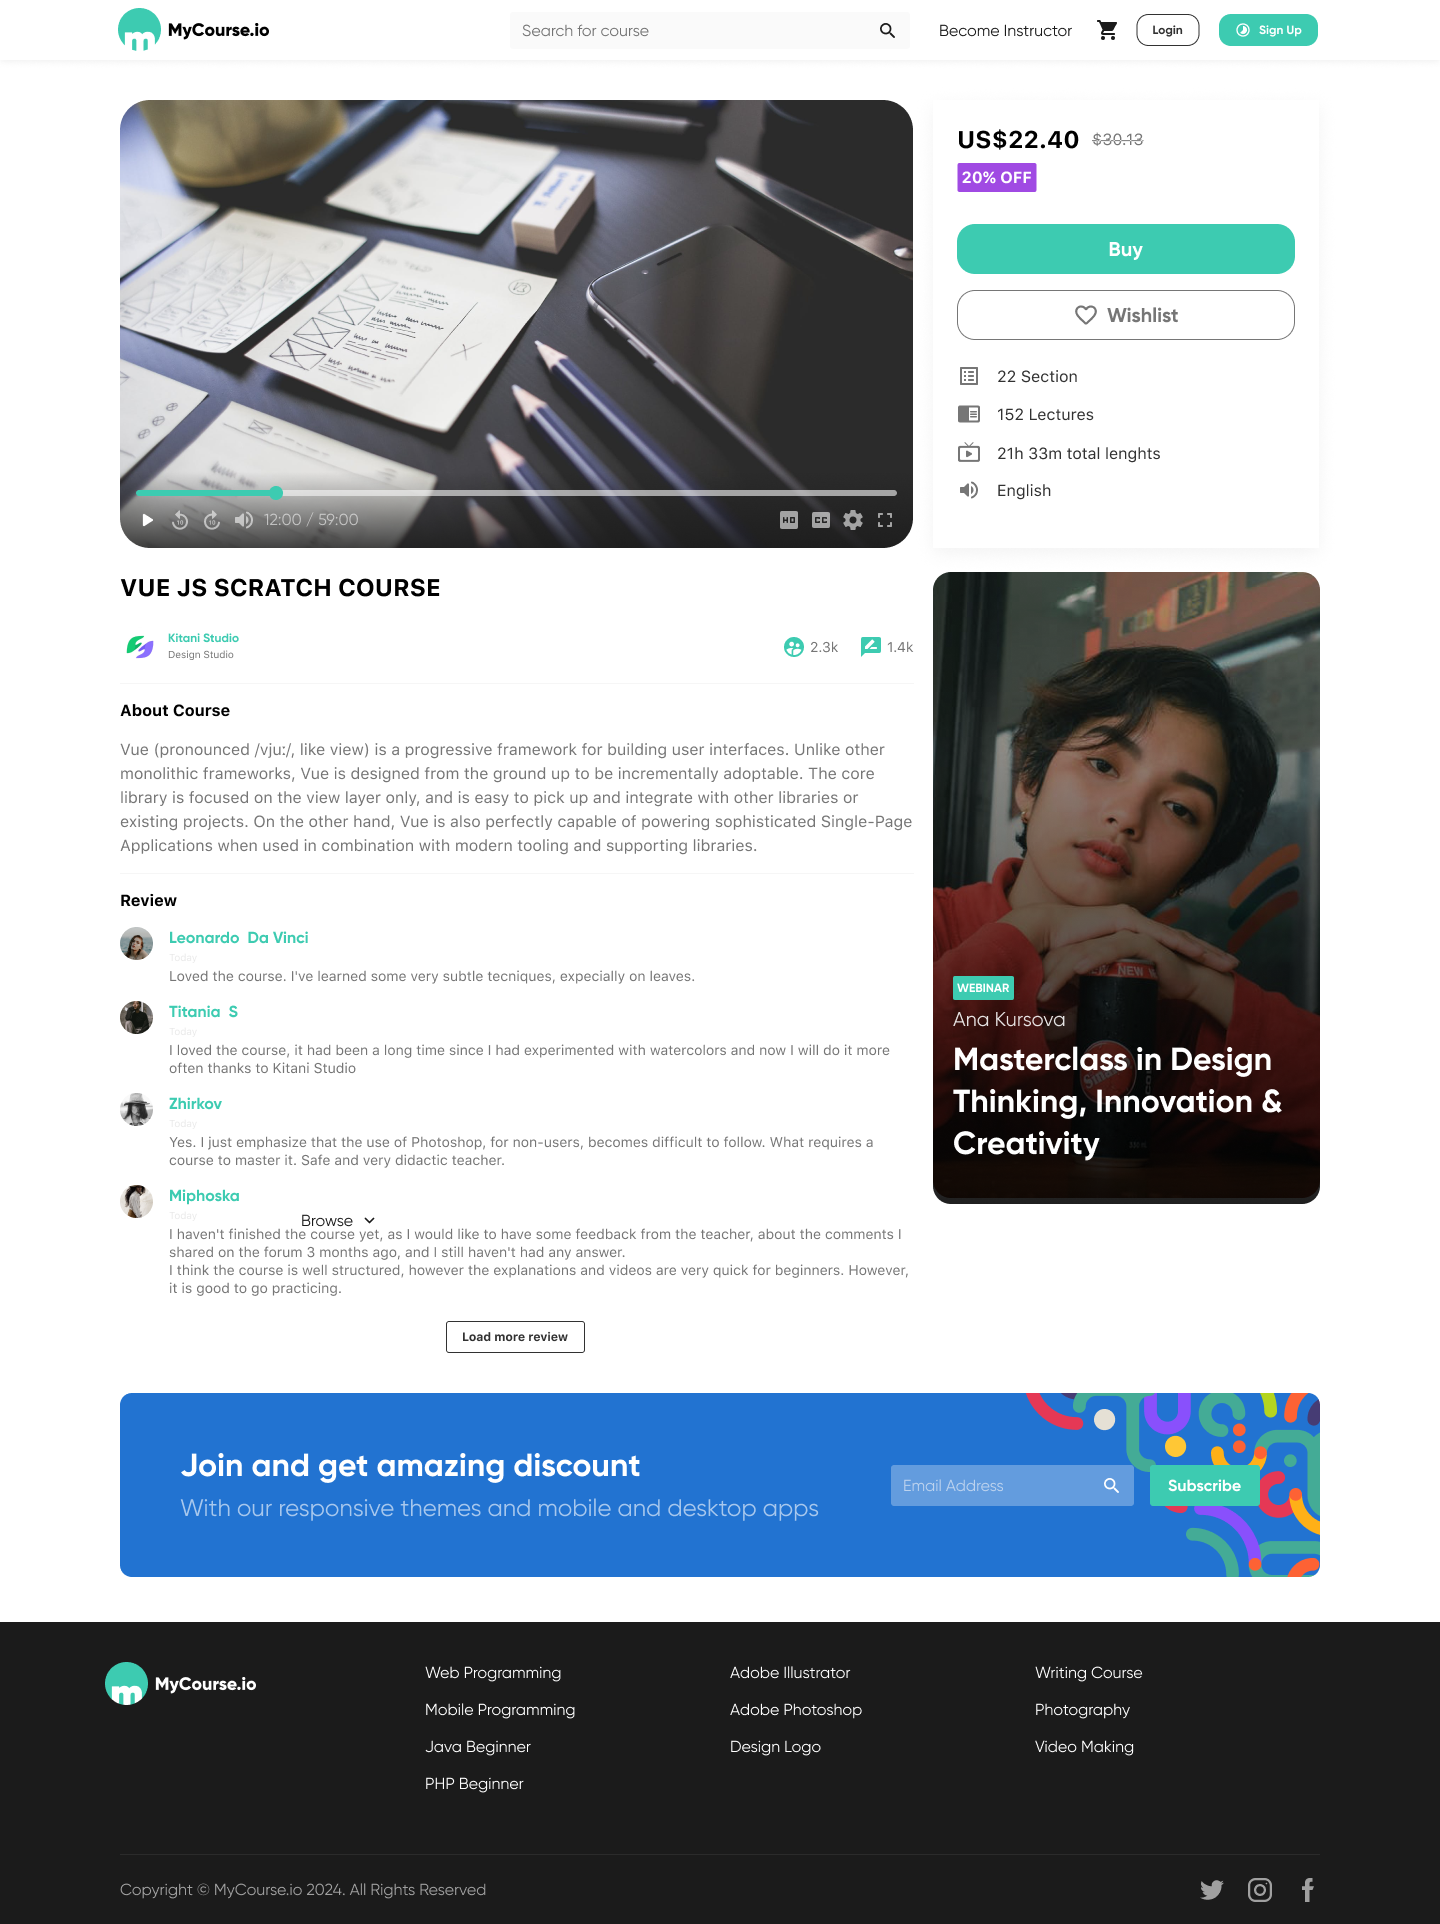 MyCourse.io
Search for course
Become Instructor
Login
Sign Up
US$22.40 $30.13
20% OFF
Buy
Wishlist
22 Section
152 Lectures
21h 33m total lenghts
English
10 10 12:00 / 59:00 HD CC
VUE JS SCRATCH COURSE
Kitani Studio
Design Studio
2.3k 1.4k
About Course
Vue (pronounced /vju:/, like view) is a progressive framework for building user interfaces. Unlike other
monolithic frameworks, Vue is designed from the ground up to be incrementally adoptable. The core
library is focused on the view layer only, and is easy to pick up and integrate with other libraries or
existing projects. On the other hand, Vue is also perfectly capable of powering sophisticated Single-Page
Applications when used in combination with modern tooling and supporting libraries.
Review
Leonardo Da Vinci
Today
Loved the course. I've learned some very subtle tecniques, expecially on leaves.
Titania S
Today
I loved the course, it had been a long time since I had experimented with watercolors and now I will do it more
often thanks to Kitani Studio
Zhirkov
Today
Yes. I just emphasize that the use of Photoshop, for non-users, becomes difficult to follow. What requires a
course to master it. Safe and very didactic teacher.
Miphoska
Today
Browse
I haven't finished the course yet, as I would like to have some feedback from the teacher, about the comments I
shared on the forum 3 months ago, and I still haven't had any answer.
I think the course is well structured, however the explanations and videos are very quick for beginners. However,
it is good to go practicing.
Load more review
NEW
WEBINAR
Ana Kursova
Masterclass in Design
Thinking, Innovation &
Creativity
Join and get amazing discount
With our responsive themes and mobile and desktop apps
Email Address
Subscribe
MyCourse.io
Web Programming
Mobile Programming
Java Beginner
PHP Beginner
Adobe Illustrator
Adobe Photoshop
Design Logo
Writing Course
Photography
Video Making
Copyright © MyCourse.io 2024. All Rights Reserved